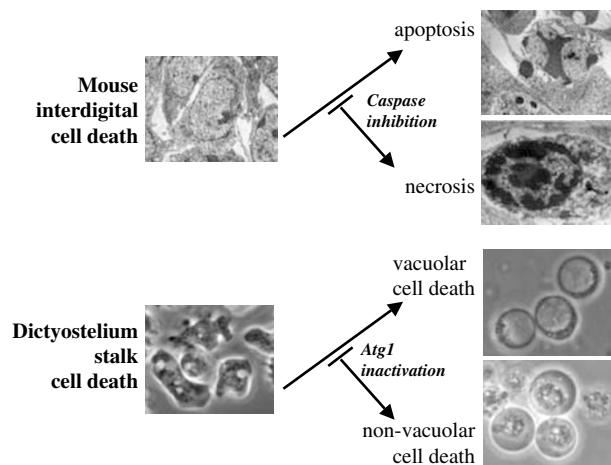 apoptosis
Mouse
interdigital
cell death
Caspase
inhibition
necrosis
vacuolar
cell death
Dictyostelium
stalk
cell death
Atg1
inactivation
non-vacuolar
cell death